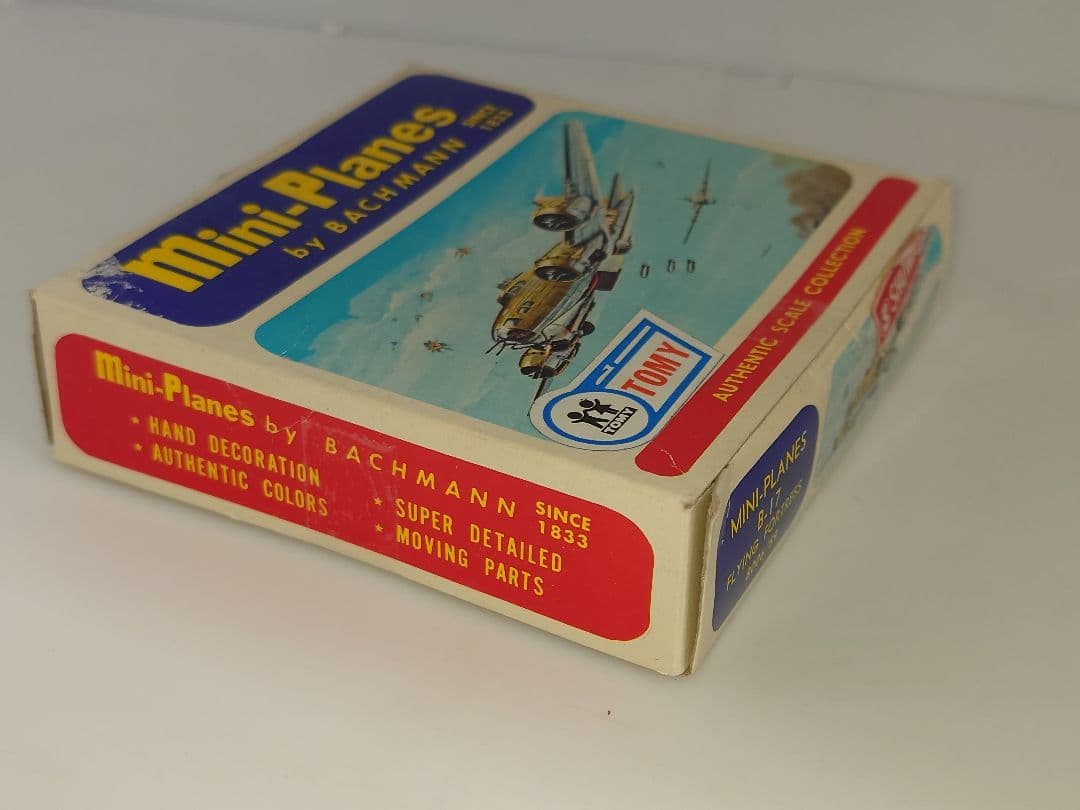 Mini-Planes
by BACHMANN
SINCE
1833
TOMY
TOMY
AUTHENTIC SCALE COLLECTION
Mini-Planes by BACHMANN SINCE
1833
* HAND DECORATION
* AUTHENTIC COLORS
* SUPER DETAILED
* MOVING PARTS
MINI-PLANES
B-17
FLYING FORTRESS